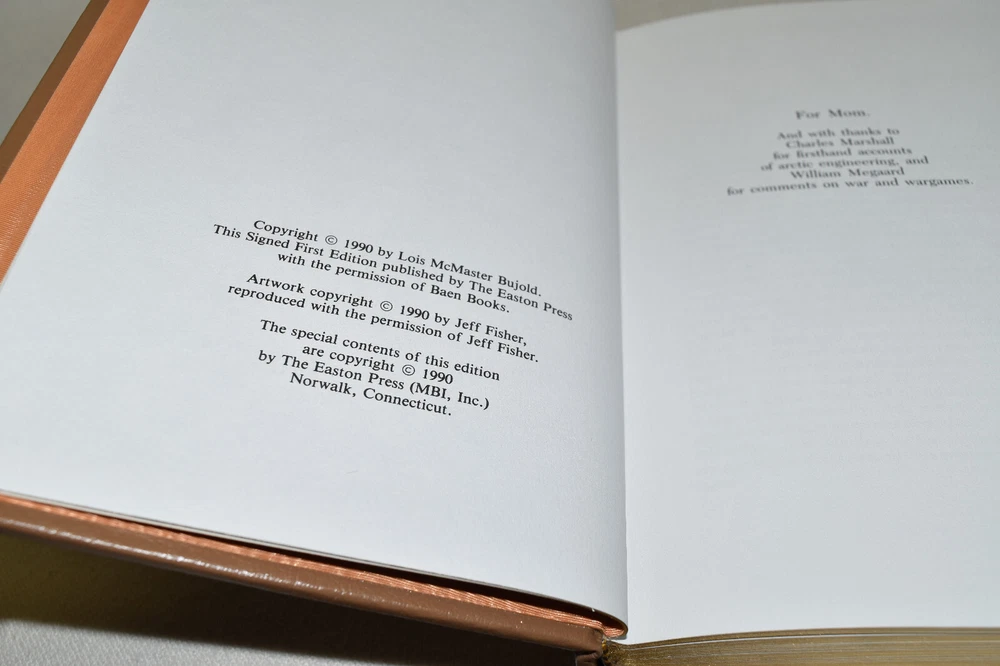 Copyright © 1990 by Lois McMaster Bujold.
This Signed First Edition published by The Easton Press
with the permission of Baen Books.
Artwork copyright © 1990 by Jeff Fisher,
reproduced with the permission of Jeff Fisher.
The special contents of this edition
are copyright © 1990
by The Easton Press (MBI, Inc.)
Norwalk, Connecticut.
For Mom.
And with thanks to
Charles Marshall
for firsthand accounts
of arctic engineering, and
William Megaard
for comments on war and wargames.